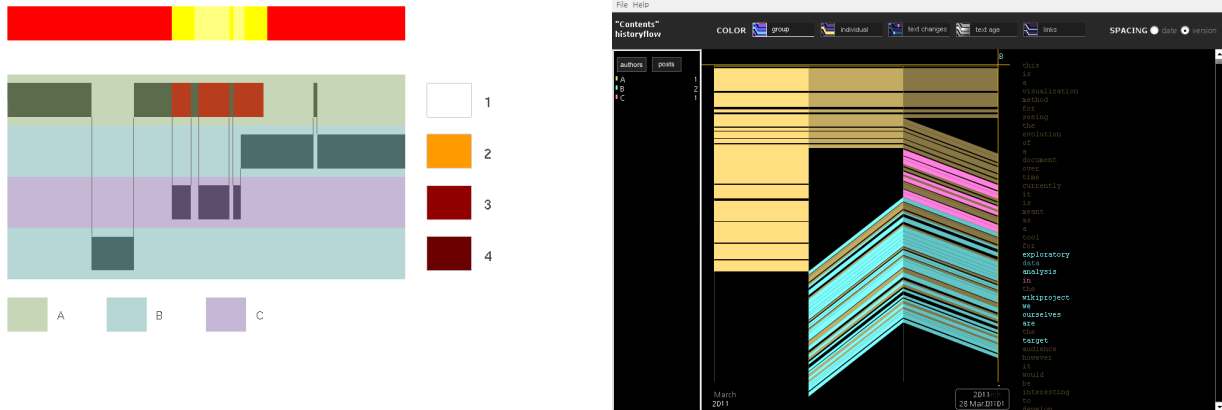 1
2
3
4
A
B
C
File Help
"Contents"
historyflow
COLOR group individual text changes text age links SPACING date version
authors posts
A 1
B 2
C 1
B
this
is
a
visualization
method
for
seeing
the
evolution
of
a
document
over
time
currently
it
is
meant
as
a
tool
for
exploratory
data
analysis
in
the
wikiproject
we
ourselves
are
the
target
audience
however
it
would
be
interesting
to
develop
March
2011
2011
28 Mar